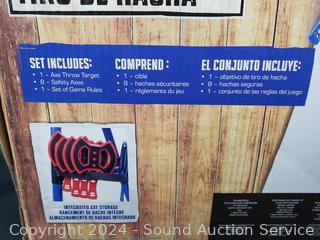 TIRO DE HACHA
SET INCLUDES:
1 – Axe Throw Target
8 – Safety Axes
1 – Set of Game Rules
COMPREND :
1 – cible
8 – haches sécuritaires
1 – règlements du jeu
EL CONJUNTO INCLUYE:
1 – objetivo de tiro de hacha
8 – hachas seguras
1 – conjunto de las reglas del juego
INTEGRATED AXE STORAGE
RANGEMENT DE HACHE INTÉGRÉ
ALMACENAMIENTO DE HACHAS INTEGRADO
Copyright 2024 - Sound Auction Service